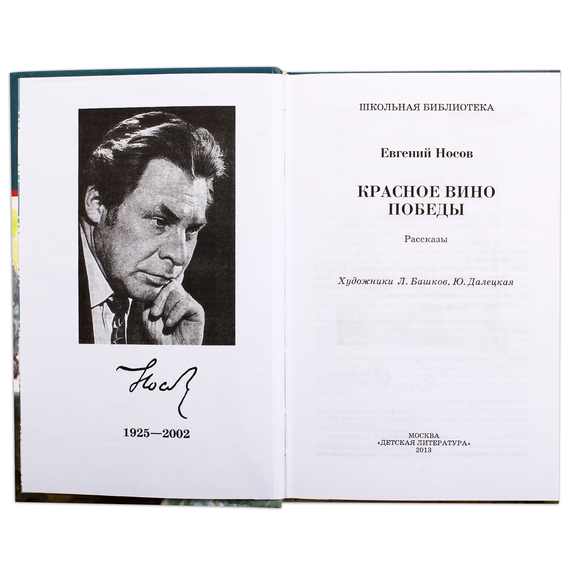 Носов
1925—2002
ШКОЛЬНАЯ БИБЛИОТЕКА
Евгений Носов
КРАСНОЕ ВИНО
ПОБЕДЫ
Рассказы
Художники Л. Башков, Ю. Далецкая
МОСКВА
«ДЕТСКАЯ ЛИТЕРАТУРА»
2013